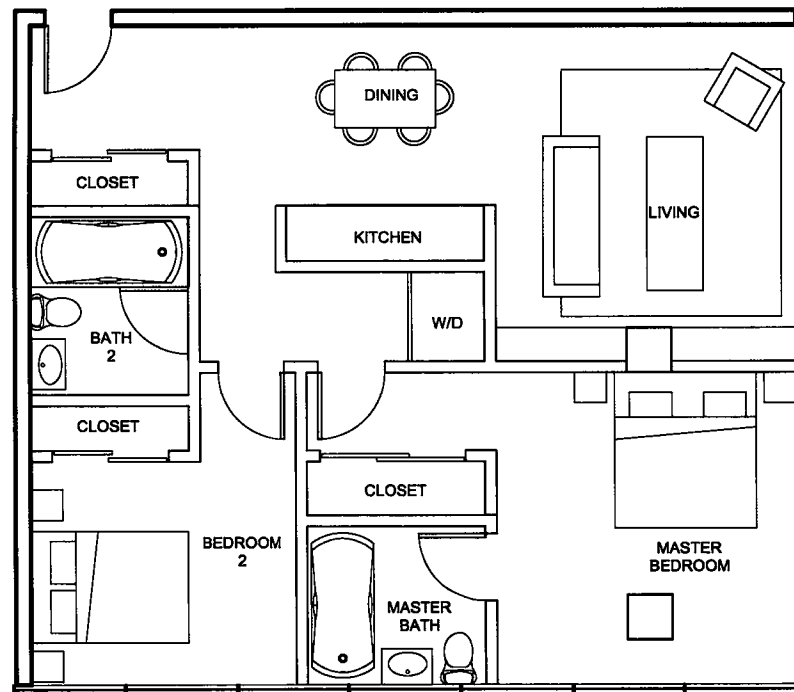 DINING
CLOSET
LIVING
KITCHEN
W/D
BATH
2
CLOSET
CLOSET
BEDROOM
2
MASTER
BEDROOM
MASTER
BATH